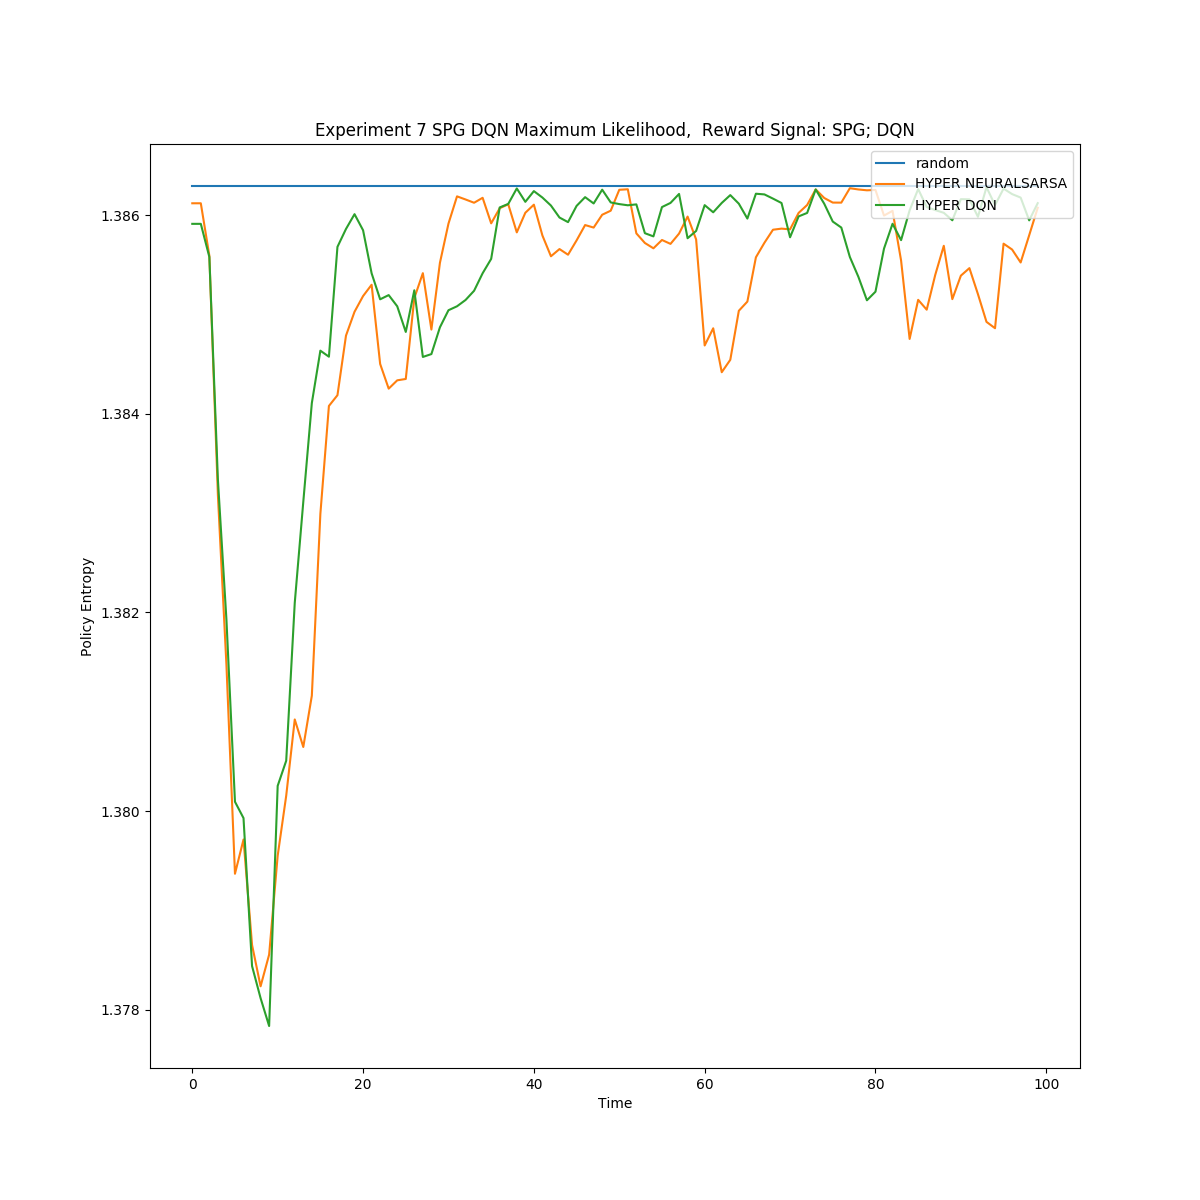 Experiment 7 SPG DQN Maximum Likelihood,  Reward Signal: SPG; DQN
random
HYPER NEURALSARSA
HYPER DQN
1.386
1.384
1.382
1.380
1.378
Policy Entropy
0 20 40 60 80 100
Time